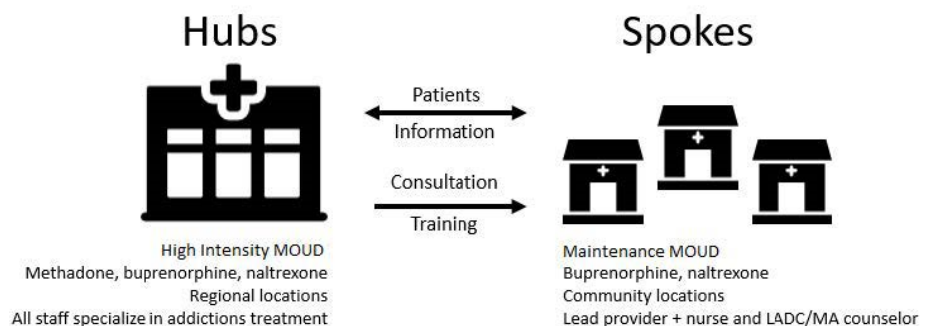 Hubs
Spokes
Patients
Information
Consultation
Training
High Intensity MOUD
Methadone, buprenorphine, naltrexone
Regional locations
All staff specialize in addictions treatment
Maintenance MOUD
Buprenorphine, naltrexone
Community locations
Lead provider + nurse and LADC/MA counselor